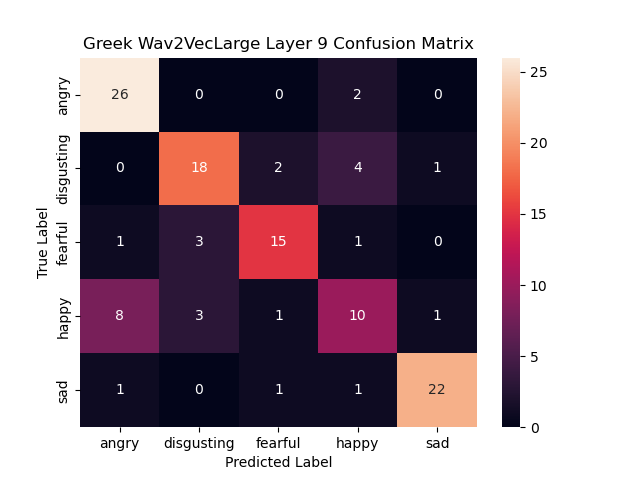 Greek Wav2VecLarge Layer 9 Confusion Matrix
True Label
angry 26 0 0 2 0
disgusting 0 18 2 4 1
fearful 1 3 15 1 0
happy 8 3 1 10 1
sad 1 0 1 1 22
angry disgusting fearful happy sad
Predicted Label
25
20
15
10
5
0